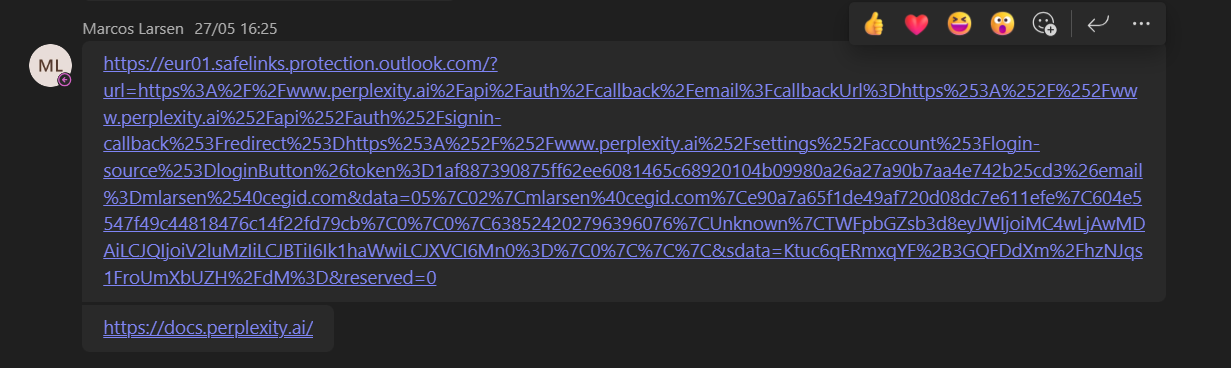 Marcos Larsen 27/05 16:25
ML
https://eur01.safelinks.protection.outlook.com/?
url=https%3A%2F%2Fwww.perplexity.ai%2Fapi%2Fauth%2Fcallback%2Femail%3FcallbackUrl%3Dhttps%253A%252F%252Fww
w.perplexity.ai%252Fapi%252Fauth%252Fsignin-
callback%253Fredirect%253Dhttps%253A%252F%252Fwww.perplexity.ai%252Fsettings%252Faccount%253Flogin-
source%253DloginButton%26token%3D1af887390875ff62ee6081465c68920104b09980a26a27a90b7aa4e742b25cd3%26email
%3Dmlarsen%2540cegid.com&data=05%7C02%7Cmlarsen%40cegid.com%7Ce90a7a65f1de49af720d08dc7e611efe%7C604e5
547f49c44818476c14f22fd79cb%7C0%7C0%7C638524202796396076%7CUnknown%7CTWFpbGZsb3d8eyJWIjoiMC4wLjAwMD
AiLCJQIjoiV2luMzIiLCJBTiI6Ik1haWwiLCJXVCI6Mn0%3D%7C0%7C%7C%7C&sdata=Ktuc6qERmxqYF%2B3GQFDdXm%2FhzNJqs
1FroUmXbUZH%2FdM%3D&reserved=0
https://docs.perplexity.ai/